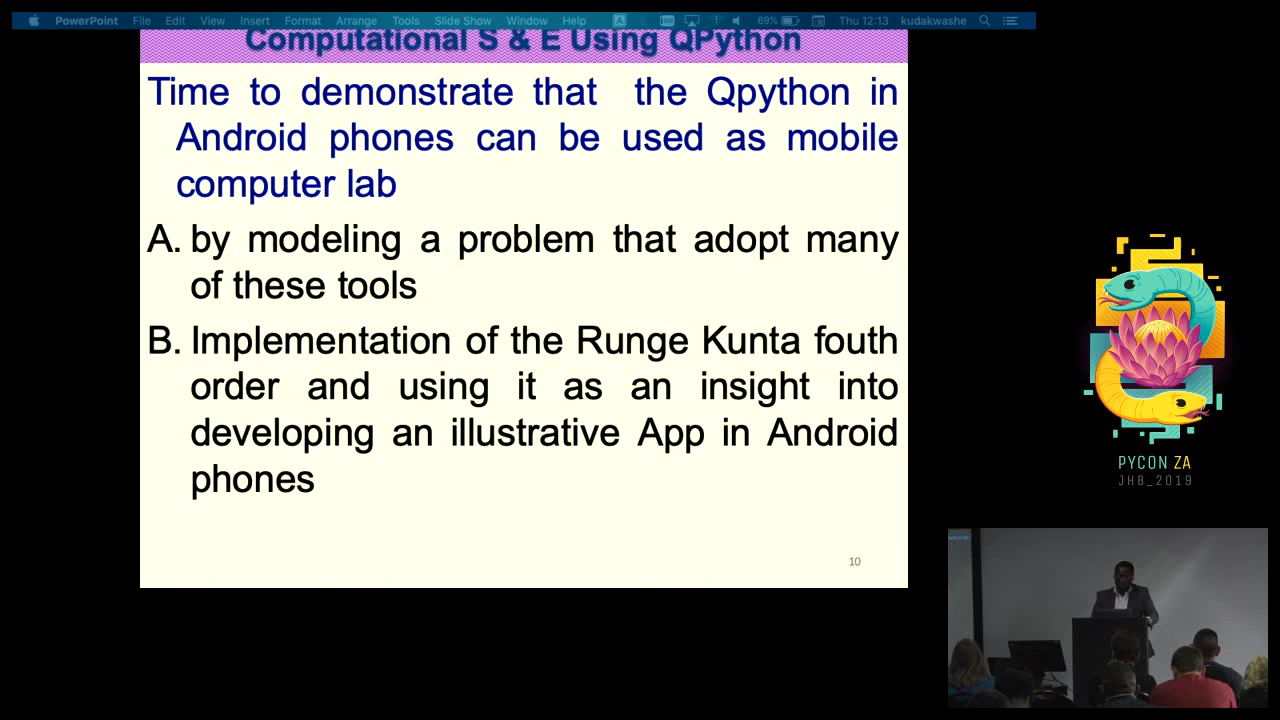 PowerPoint File Edit View Insert Format Arrange Tools Slide Show Window Help 69% Thu 12:13 kudakwashe
Computational S & E Using QPython
Time to demonstrate that the Qpython in
Android phones can be used as mobile
computer lab
A. by modeling a problem that adopt many
of these tools
B. Implementation of the Runge Kunta fouth
order and using it as an insight into
developing an illustrative App in Android
phones
10
PYCON ZA
JHB_2019